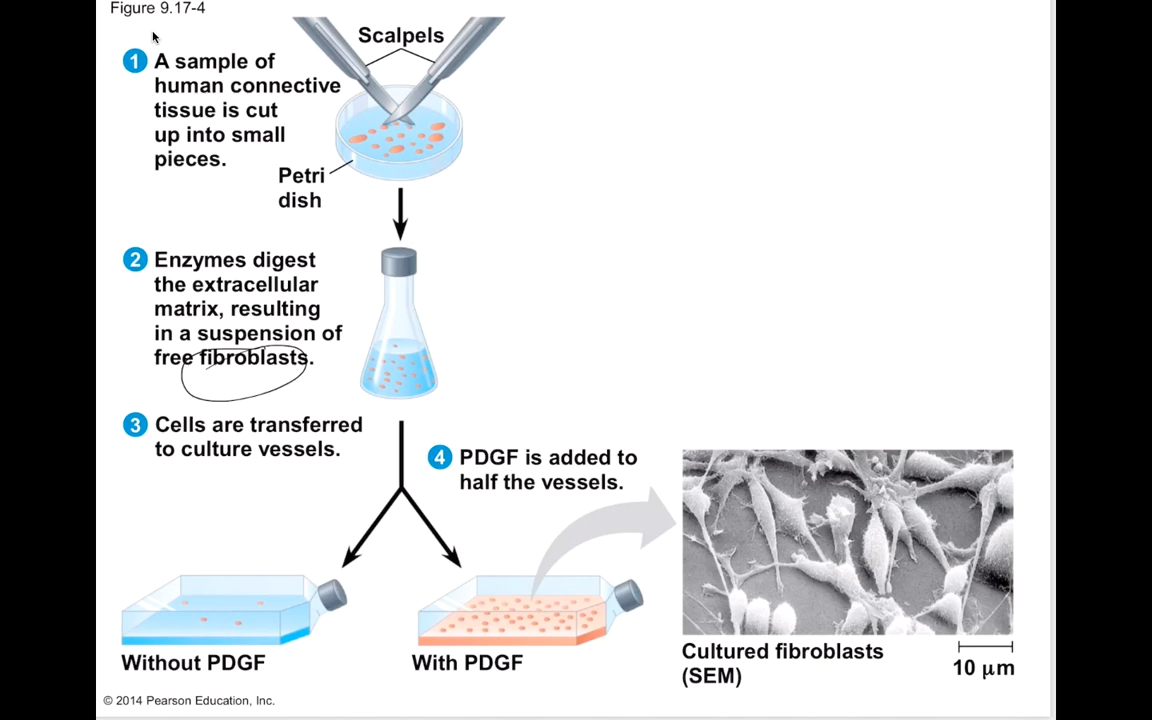 Figure 9.17-4
Scalpels
1 A sample of
human connective
tissue is cut
up into small
pieces.
Petri
dish
2 Enzymes digest
the extracellular
matrix, resulting
in a suspension of
free fibroblasts.
3 Cells are transferred
to culture vessels.
4 PDGF is added to
half the vessels.
Without PDGF
With PDGF
Cultured fibroblasts
(SEM)
10 μm
© 2014 Pearson Education, Inc.